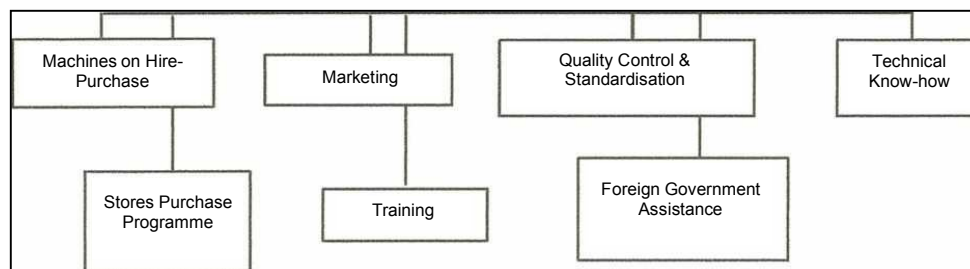 Machines on Hire-
Purchase
Marketing
Quality Control &
Standardisation
Technical
Know-how
Stores Purchase
Programme
Training
Foreign Government
Assistance